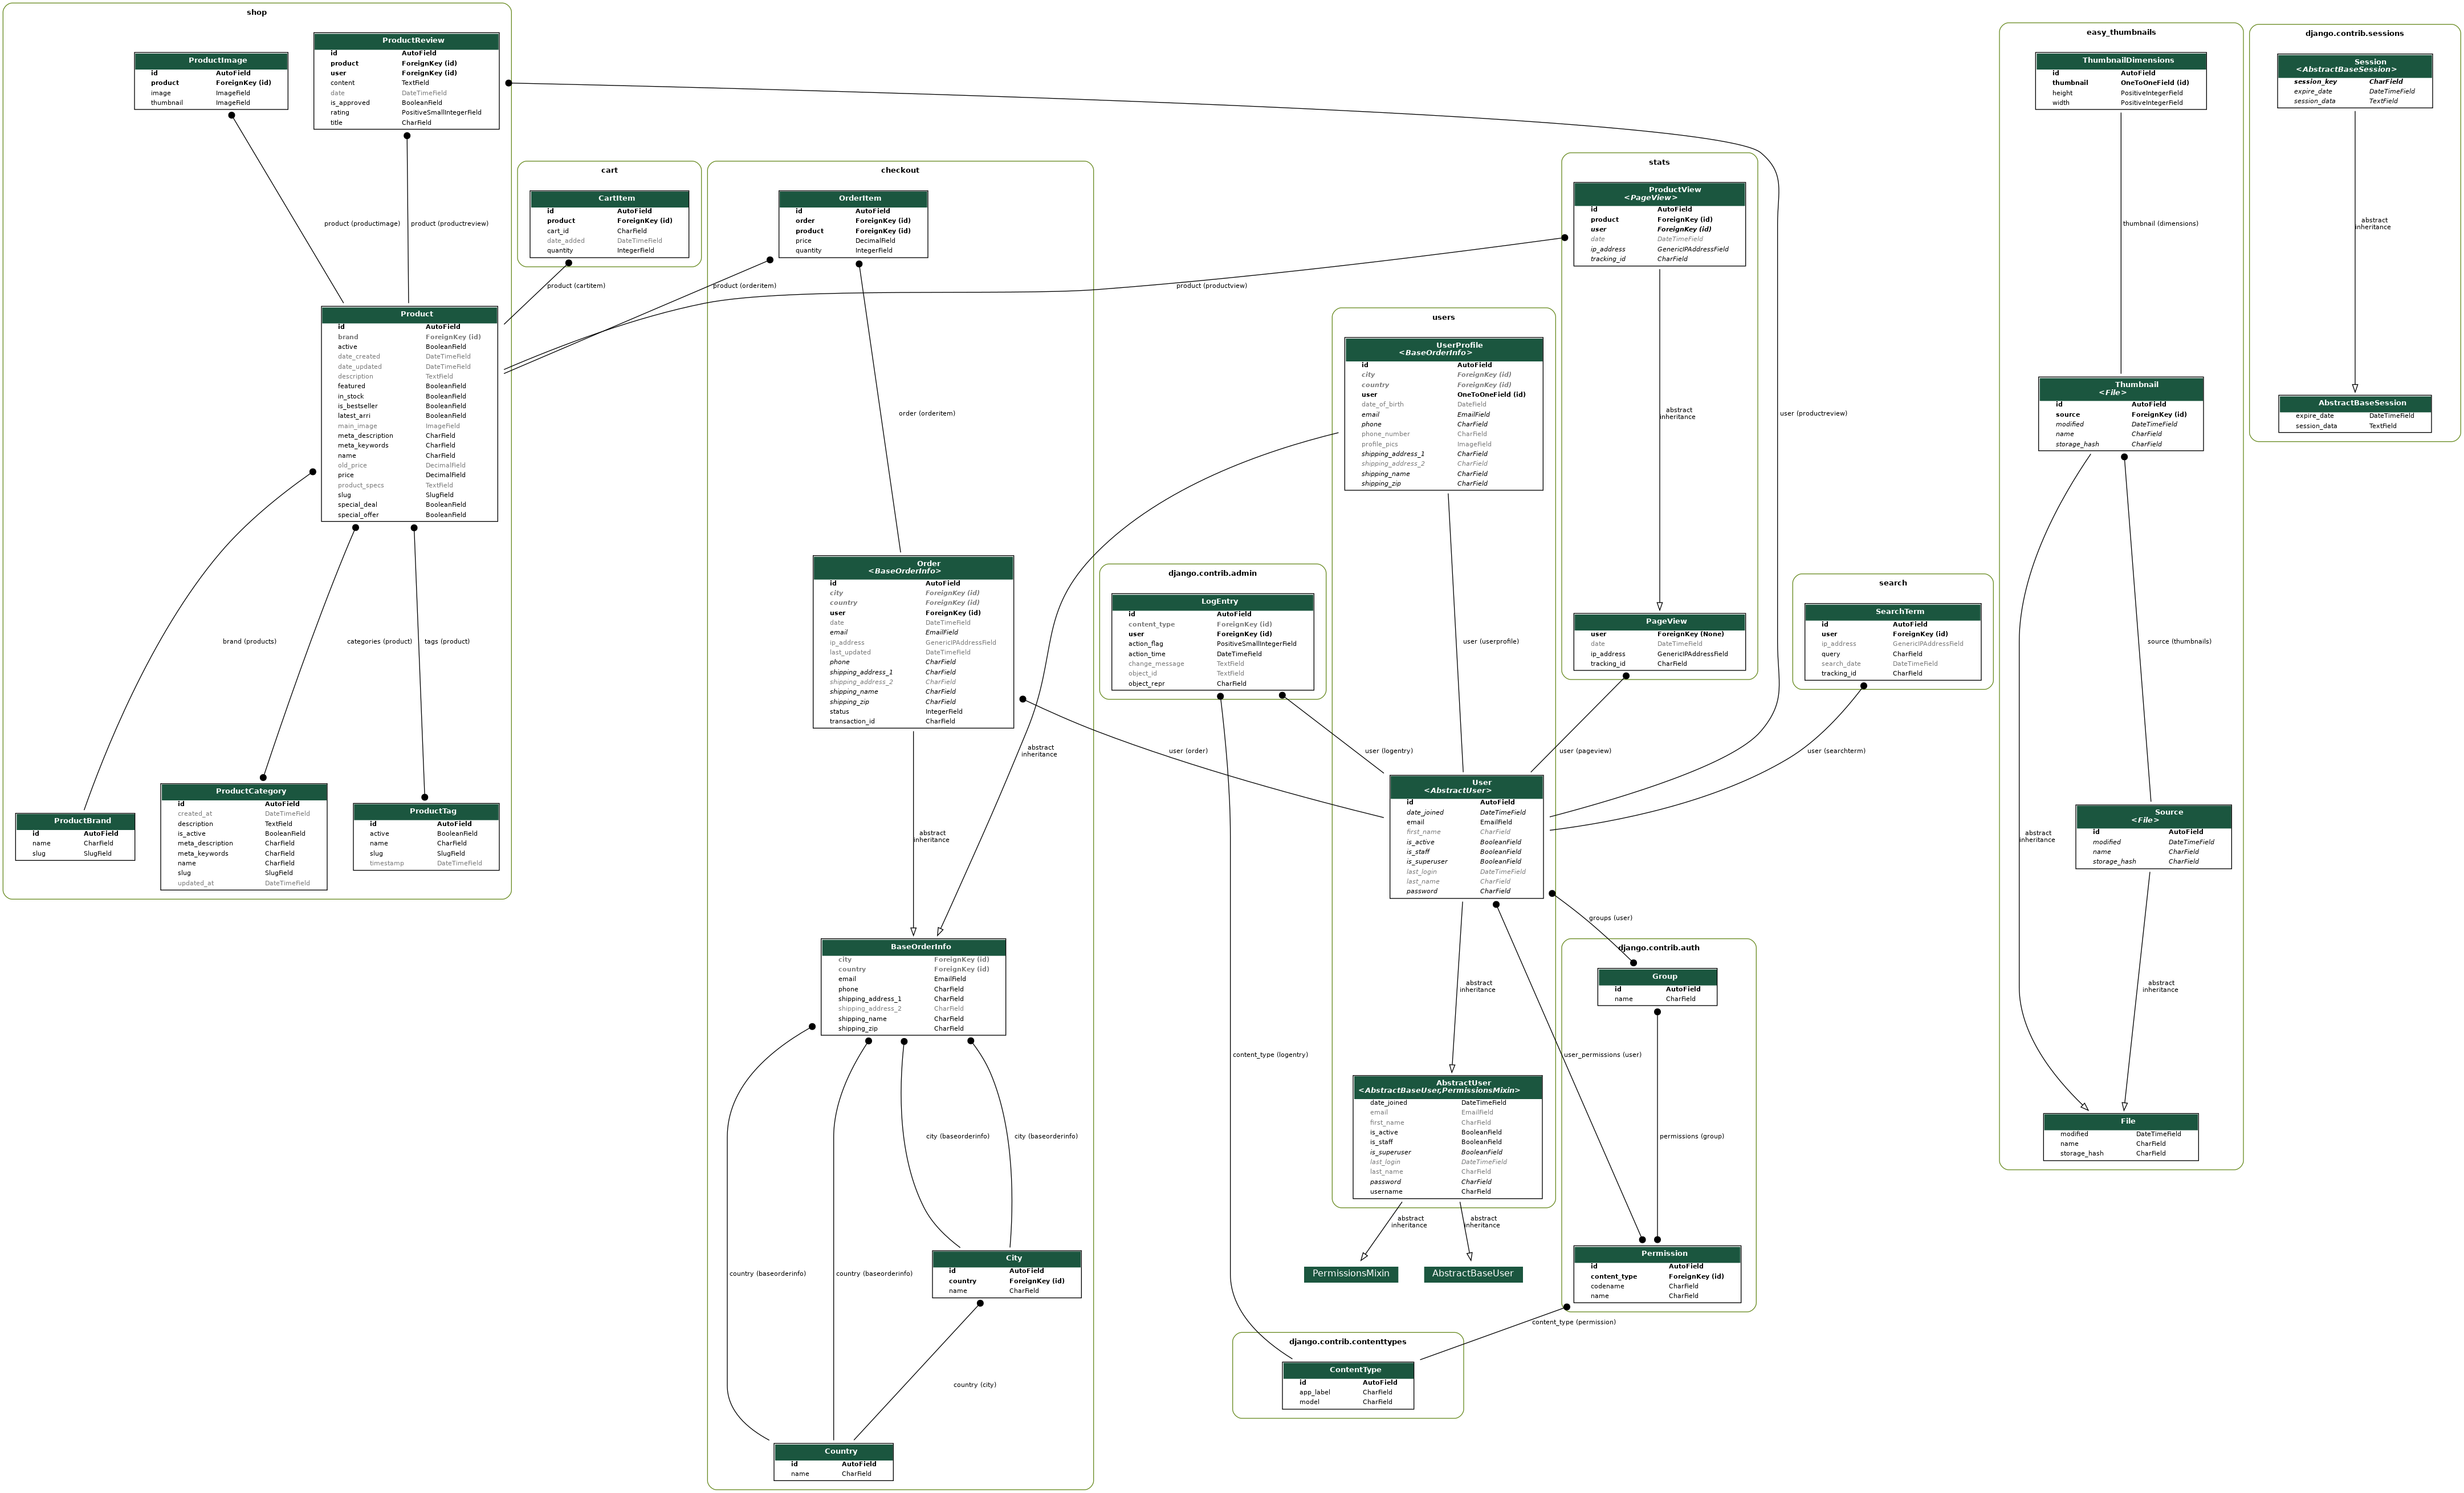 shop
ProductImage
id AutoField
product ForeignKey (id)
image ImageField
thumbnail ImageField
ProductReview
id AutoField
product ForeignKey (id)
user ForeignKey (id)
content TextField
date DateTimeField
is_approved BooleanField
rating PositiveSmallIntegerField
title CharField
product (productimage)
product (productreview)
Product
id AutoField
brand ForeignKey (id)
active BooleanField
date_created DateTimeField
date_updated DateTimeField
description TextField
featured BooleanField
in_stock BooleanField
is_bestseller BooleanField
latest_arri BooleanField
main_image ImageField
meta_description CharField
meta_keywords CharField
name CharField
old_price DecimalField
price DecimalField
product_specs TextField
slug SlugField
special_deal BooleanField
special_offer BooleanField
brand (products)
categories (product)
tags (product)
ProductBrand
id AutoField
name CharField
slug SlugField
ProductCategory
id AutoField
created_at DateTimeField
description TextField
is_active BooleanField
meta_description CharField
meta_keywords CharField
name CharField
slug SlugField
updated_at DateTimeField
ProductTag
id AutoField
active BooleanField
name CharField
slug SlugField
timestamp DateTimeField
cart
CartItem
id AutoField
product ForeignKey (id)
cart_id CharField
date_added DateTimeField
quantity IntegerField
product (cartitem)
checkout
OrderItem
id AutoField
order ForeignKey (id)
product ForeignKey (id)
price DecimalField
quantity IntegerField
product (orderitem)
product (productview)
order (orderitem)
Order
<BaseOrderInfo>
id AutoField
city ForeignKey (id)
country ForeignKey (id)
user ForeignKey (id)
date DateTimeField
email EmailField
ip_address GenericIPAddressField
last_updated DateTimeField
phone CharField
shipping_address_1 CharField
shipping_address_2 CharField
shipping_name CharField
shipping_zip CharField
status IntegerField
transaction_id CharField
abstract
inheritance
abstract
inheritance
BaseOrderInfo
city ForeignKey (id)
country ForeignKey (id)
email EmailField
phone CharField
shipping_address_1 CharField
shipping_address_2 CharField
shipping_name CharField
shipping_zip CharField
city (baseorderinfo)
city (baseorderinfo)
country (baseorderinfo)
country (baseorderinfo)
City
id AutoField
country ForeignKey (id)
name CharField
country (city)
Country
id AutoField
name CharField
django.contrib.admin
LogEntry
id AutoField
content_type ForeignKey (id)
user ForeignKey (id)
action_flag PositiveSmallIntegerField
action_time DateTimeField
change_message TextField
object_id TextField
object_repr CharField
user (order)
user (logentry)
content_type (logentry)
users
UserProfile
<BaseOrderInfo>
id AutoField
city ForeignKey (id)
country ForeignKey (id)
user OneToOneField (id)
date_of_birth DateField
email EmailField
phone CharField
phone_number CharField
profile_pics ImageField
shipping_address_1 CharField
shipping_address_2 CharField
shipping_name CharField
shipping_zip CharField
user (userprofile)
User
<AbstractUser>
id AutoField
date_joined DateTimeField
email EmailField
first_name CharField
is_active BooleanField
is_staff BooleanField
is_superuser BooleanField
last_login DateTimeField
last_name CharField
password CharField
abstract
inheritance
AbstractUser
<AbstractBaseUser,PermissionsMixin>
date_joined DateTimeField
email EmailField
first_name CharField
is_active BooleanField
is_staff BooleanField
is_superuser BooleanField
last_login DateTimeField
last_name CharField
password CharField
username CharField
abstract
inheritance
abstract
inheritance
PermissionsMixin
AbstractBaseUser
stats
ProductView
<PageView>
id AutoField
product ForeignKey (id)
user ForeignKey (id)
date DateTimeField
ip_address GenericIPAddressField
tracking_id CharField
abstract
inheritance
user (productreview)
PageView
user ForeignKey (None)
date DateTimeField
ip_address GenericIPAddressField
tracking_id CharField
user (pageview)
search
SearchTerm
id AutoField
user ForeignKey (id)
ip_address GenericIPAddressField
query CharField
search_date DateTimeField
tracking_id CharField
user (searchterm)
groups (user)
django.contrib.auth
Group
id AutoField
name CharField
user_permissions (user)
permissions (group)
Permission
id AutoField
content_type ForeignKey (id)
codename CharField
name CharField
content_type (permission)
django.contrib.contenttypes
ContentType
id AutoField
app_label CharField
model CharField
easy_thumbnails
ThumbnailDimensions
id AutoField
thumbnail OneToOneField (id)
height PositiveIntegerField
width PositiveIntegerField
thumbnail (dimensions)
Thumbnail
<File>
id AutoField
source ForeignKey (id)
modified DateTimeField
name CharField
storage_hash CharField
source (thumbnails)
Source
<File>
id AutoField
modified DateTimeField
name CharField
storage_hash CharField
abstract
inheritance
abstract
inheritance
File
modified DateTimeField
name CharField
storage_hash CharField
django.contrib.sessions
Session
<AbstractBaseSession>
session_key CharField
expire_date DateTimeField
session_data TextField
abstract
inheritance
AbstractBaseSession
expire_date DateTimeField
session_data TextField